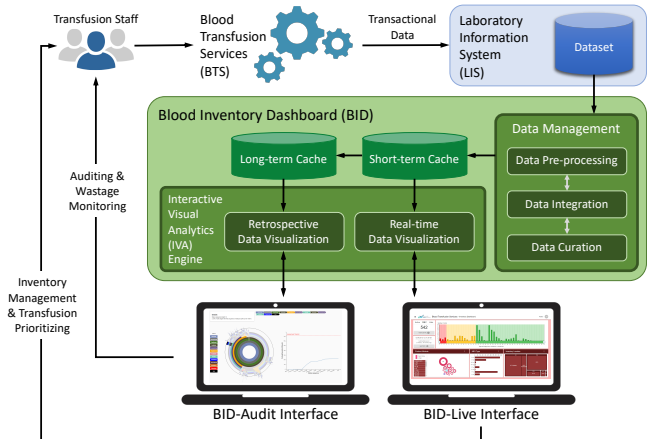 Transfusion Staff
Blood
Transfusion
Services
(BTS)
Transactional
Data
Laboratory
Information
System
(LIS)
Dataset
Blood Inventory Dashboard (BID)
Data Management
Long-term Cache
Short-term Cache
Data Pre-processing
Data Integration
Data Curation
Interactive
Visual
Analytics
(IVA)
Engine
Retrospective
Data Visualization
Real-time
Data Visualization
Auditing &
Wastage
Monitoring
Inventory
Management
& Transfusion
Prioritizing
542
BID-Audit Interface
BID-Live Interface